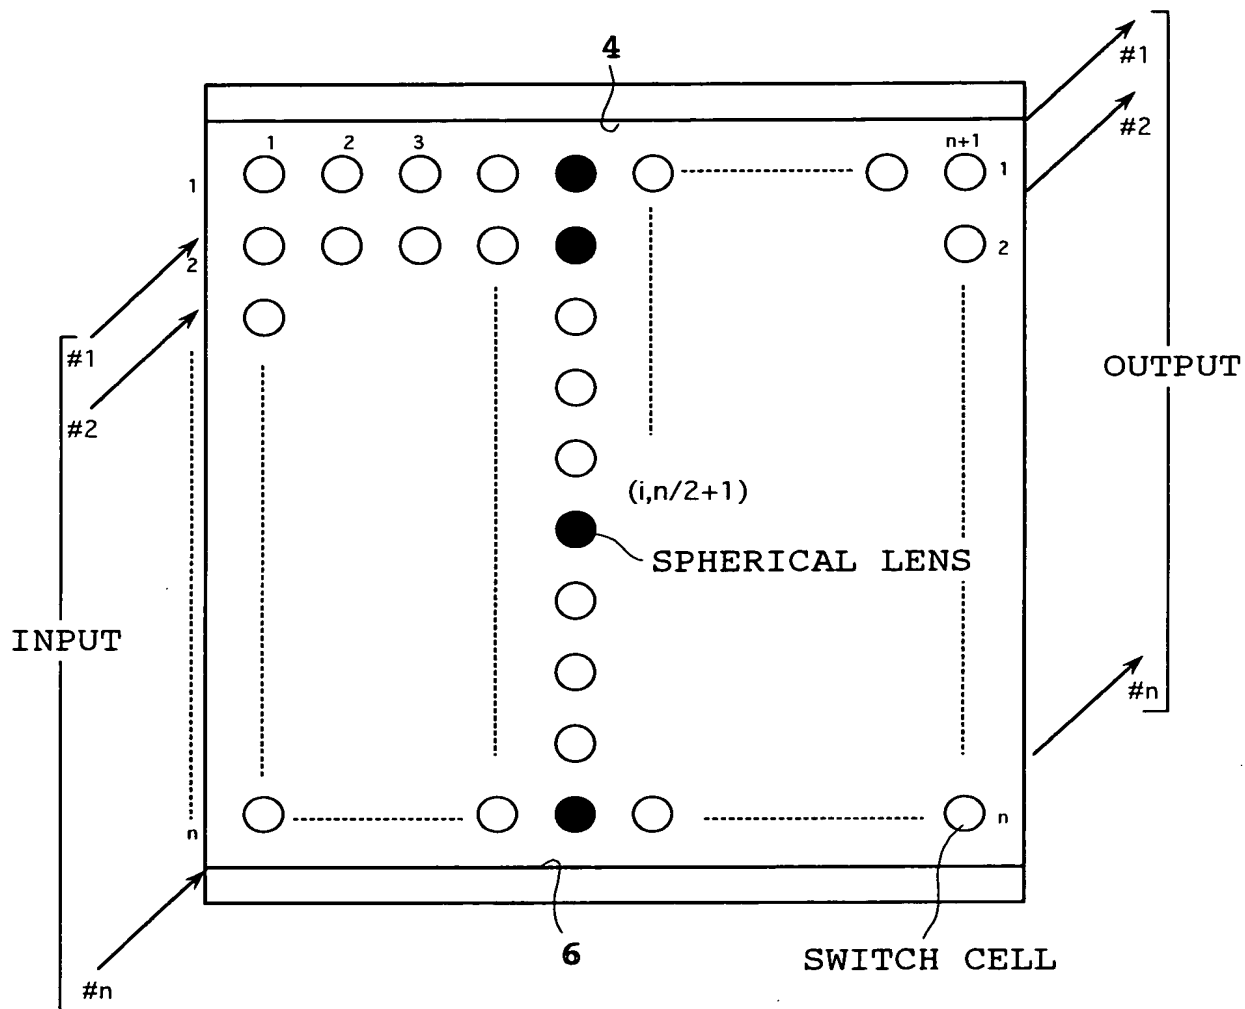 4
#1
#2
1 2 3 n+1
1 1
2 2
#1
#2
OUTPUT
(i,n/2+1)
SPHERICAL LENS
INPUT
#n
n n
6
SWITCH CELL
#n